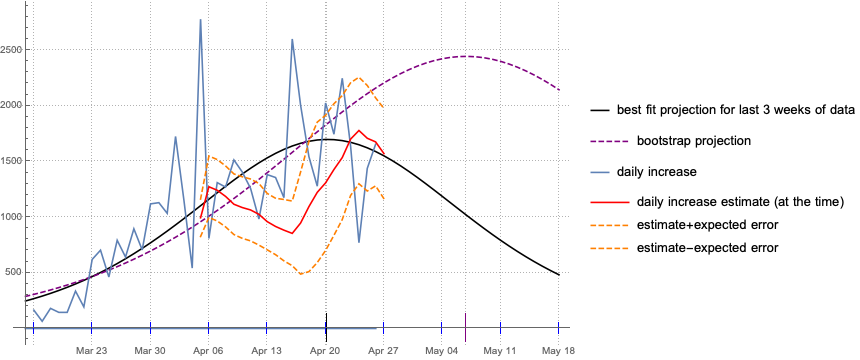 2500
2000
1500
1000
500
Mar 23 Mar 30 Apr 06 Apr 13 Apr 20 Apr 27 May 04 May 11 May 18
best fit projection for last 3 weeks of data
bootstrap projection
daily increase
daily increase estimate (at the time)
estimate+expected error
estimate−expected error